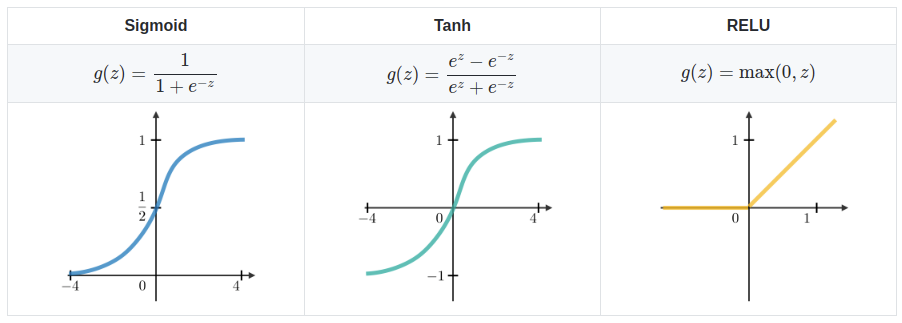 Sigmoid Tanh RELU
g(z) = 1 / (1 + e^{-z}) g(z) = (e^z − e^{-z}) / (e^z + e^{-z}) g(z) = max(0, z)
1 1 1
1/2
−4 0 4
−4 0 4
−1
0 1